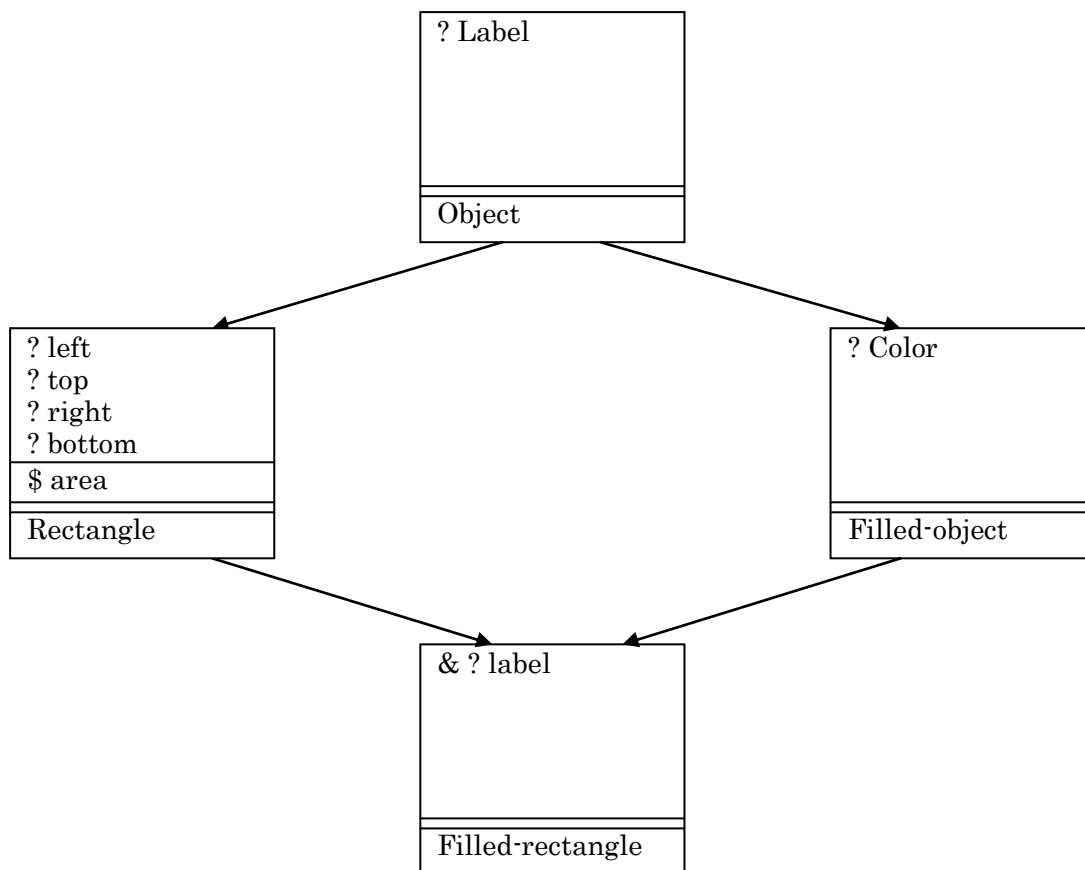 ? Label
Object
? left
? top
? right
? bottom
$ area
Rectangle
? Color
Filled-object
& ? label
Filled-rectangle